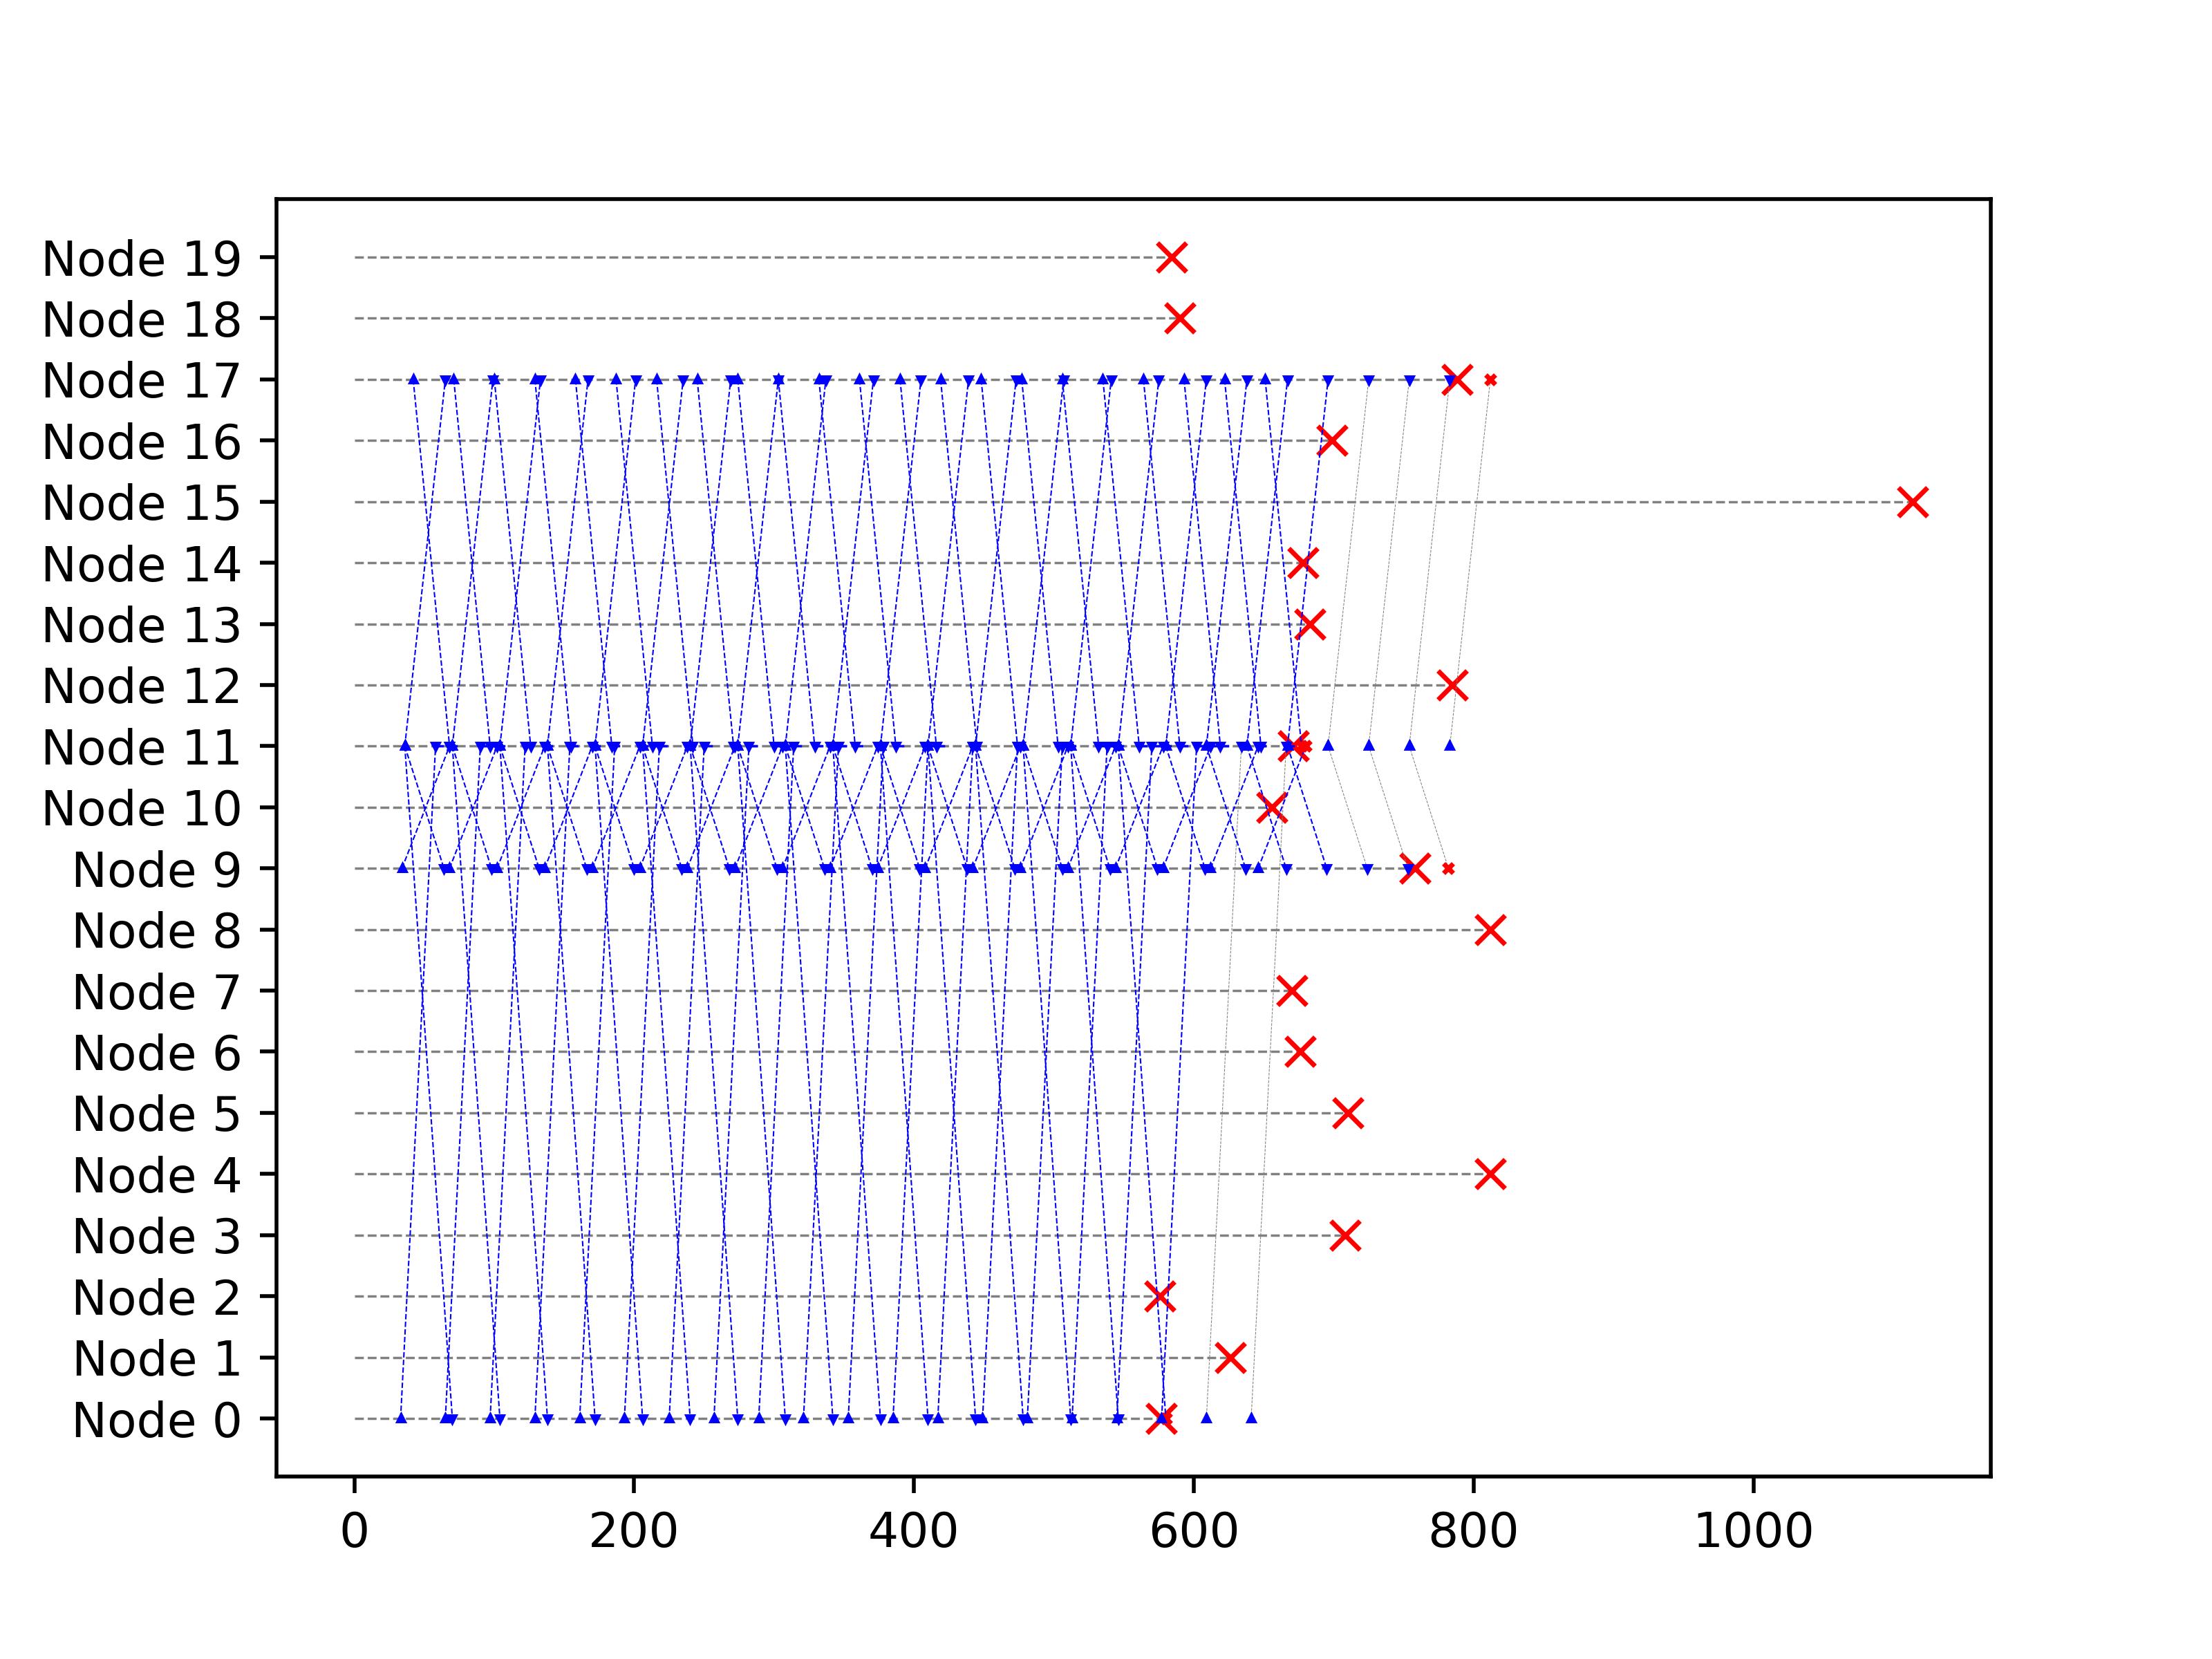 Node 19
Node 18
Node 17
Node 16
Node 15
Node 14
Node 13
Node 12
Node 11
Node 10
Node 9
Node 8
Node 7
Node 6
Node 5
Node 4
Node 3
Node 2
Node 1
Node 0
0 200 400 600 800 1000